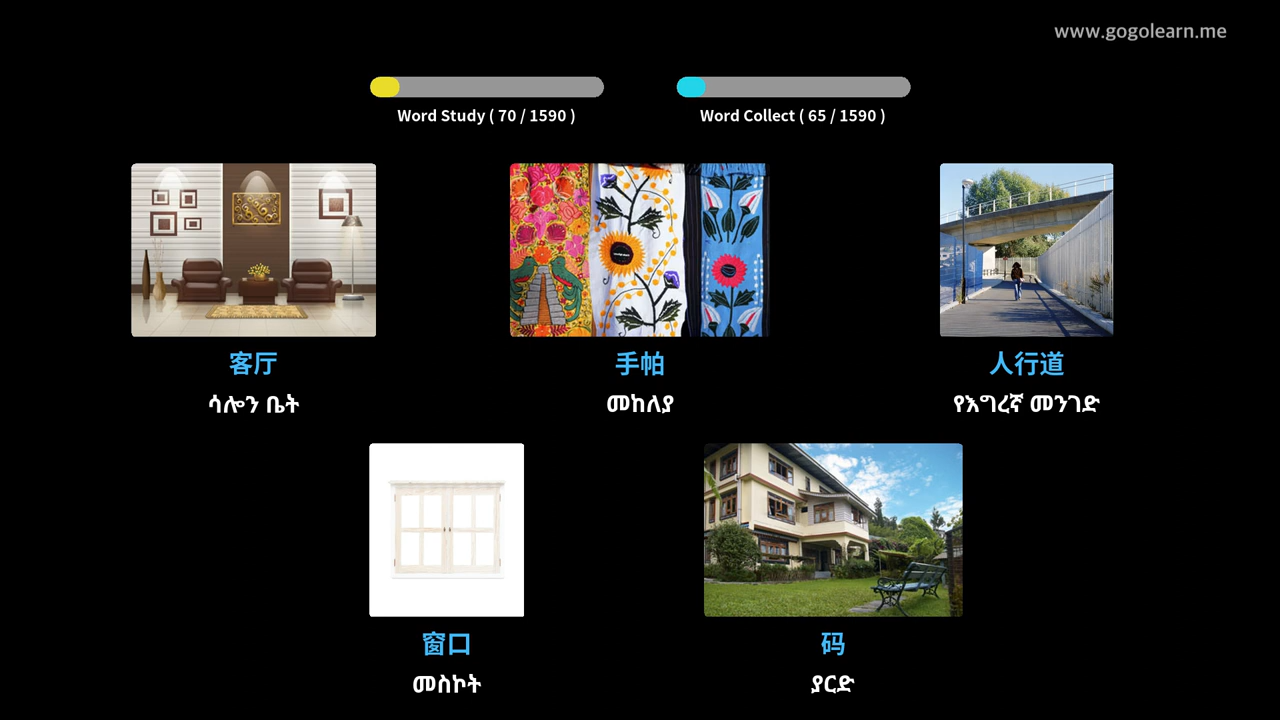 www.gogolearn.me
Word Study ( 70 / 1590 )
Word Collect ( 65 / 1590 )
客厅
手帕
人行道
ሳሎን ቤት
መከለያ
የእግረኛ መንገድ
窗口
码
መስኮት
ያርድ